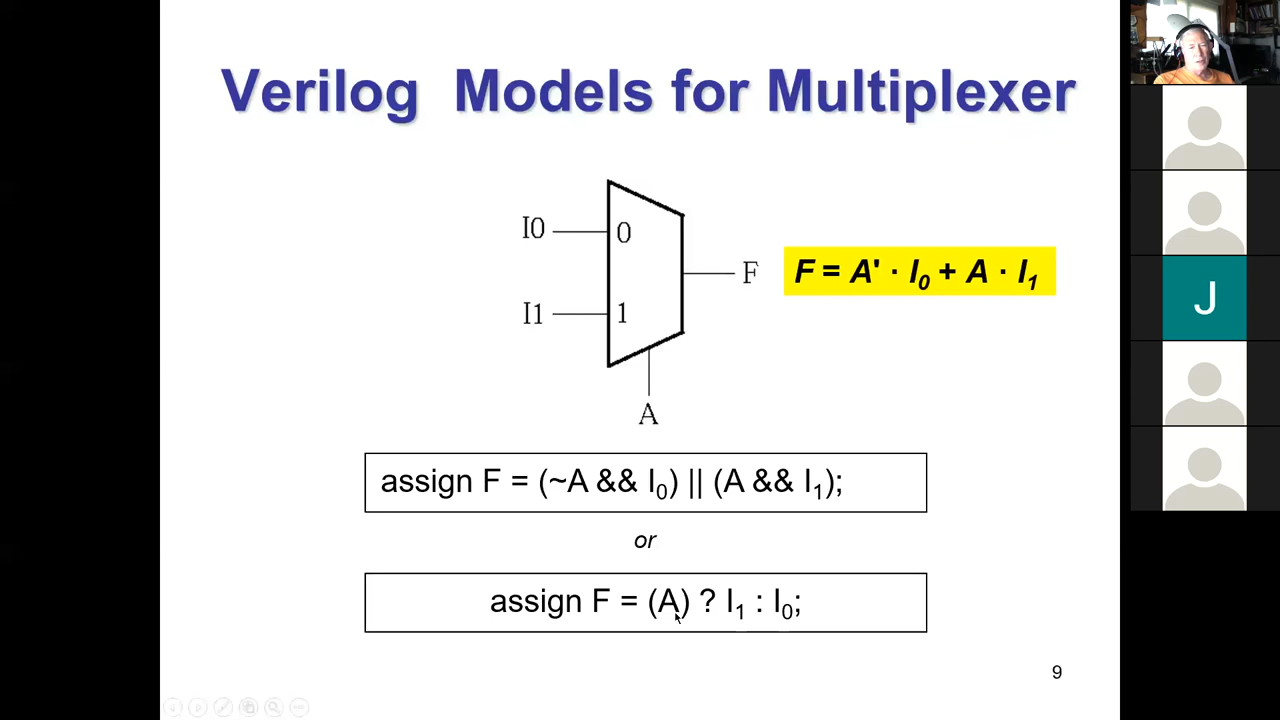 Verilog Models for Multiplexer
I0
0
F
F = A' · I₀ + A · I₁
I1
1
A
assign F = (~A && I₀) || (A && I₁);
or
assign F = (A) ? I₁ : I₀;
9
J